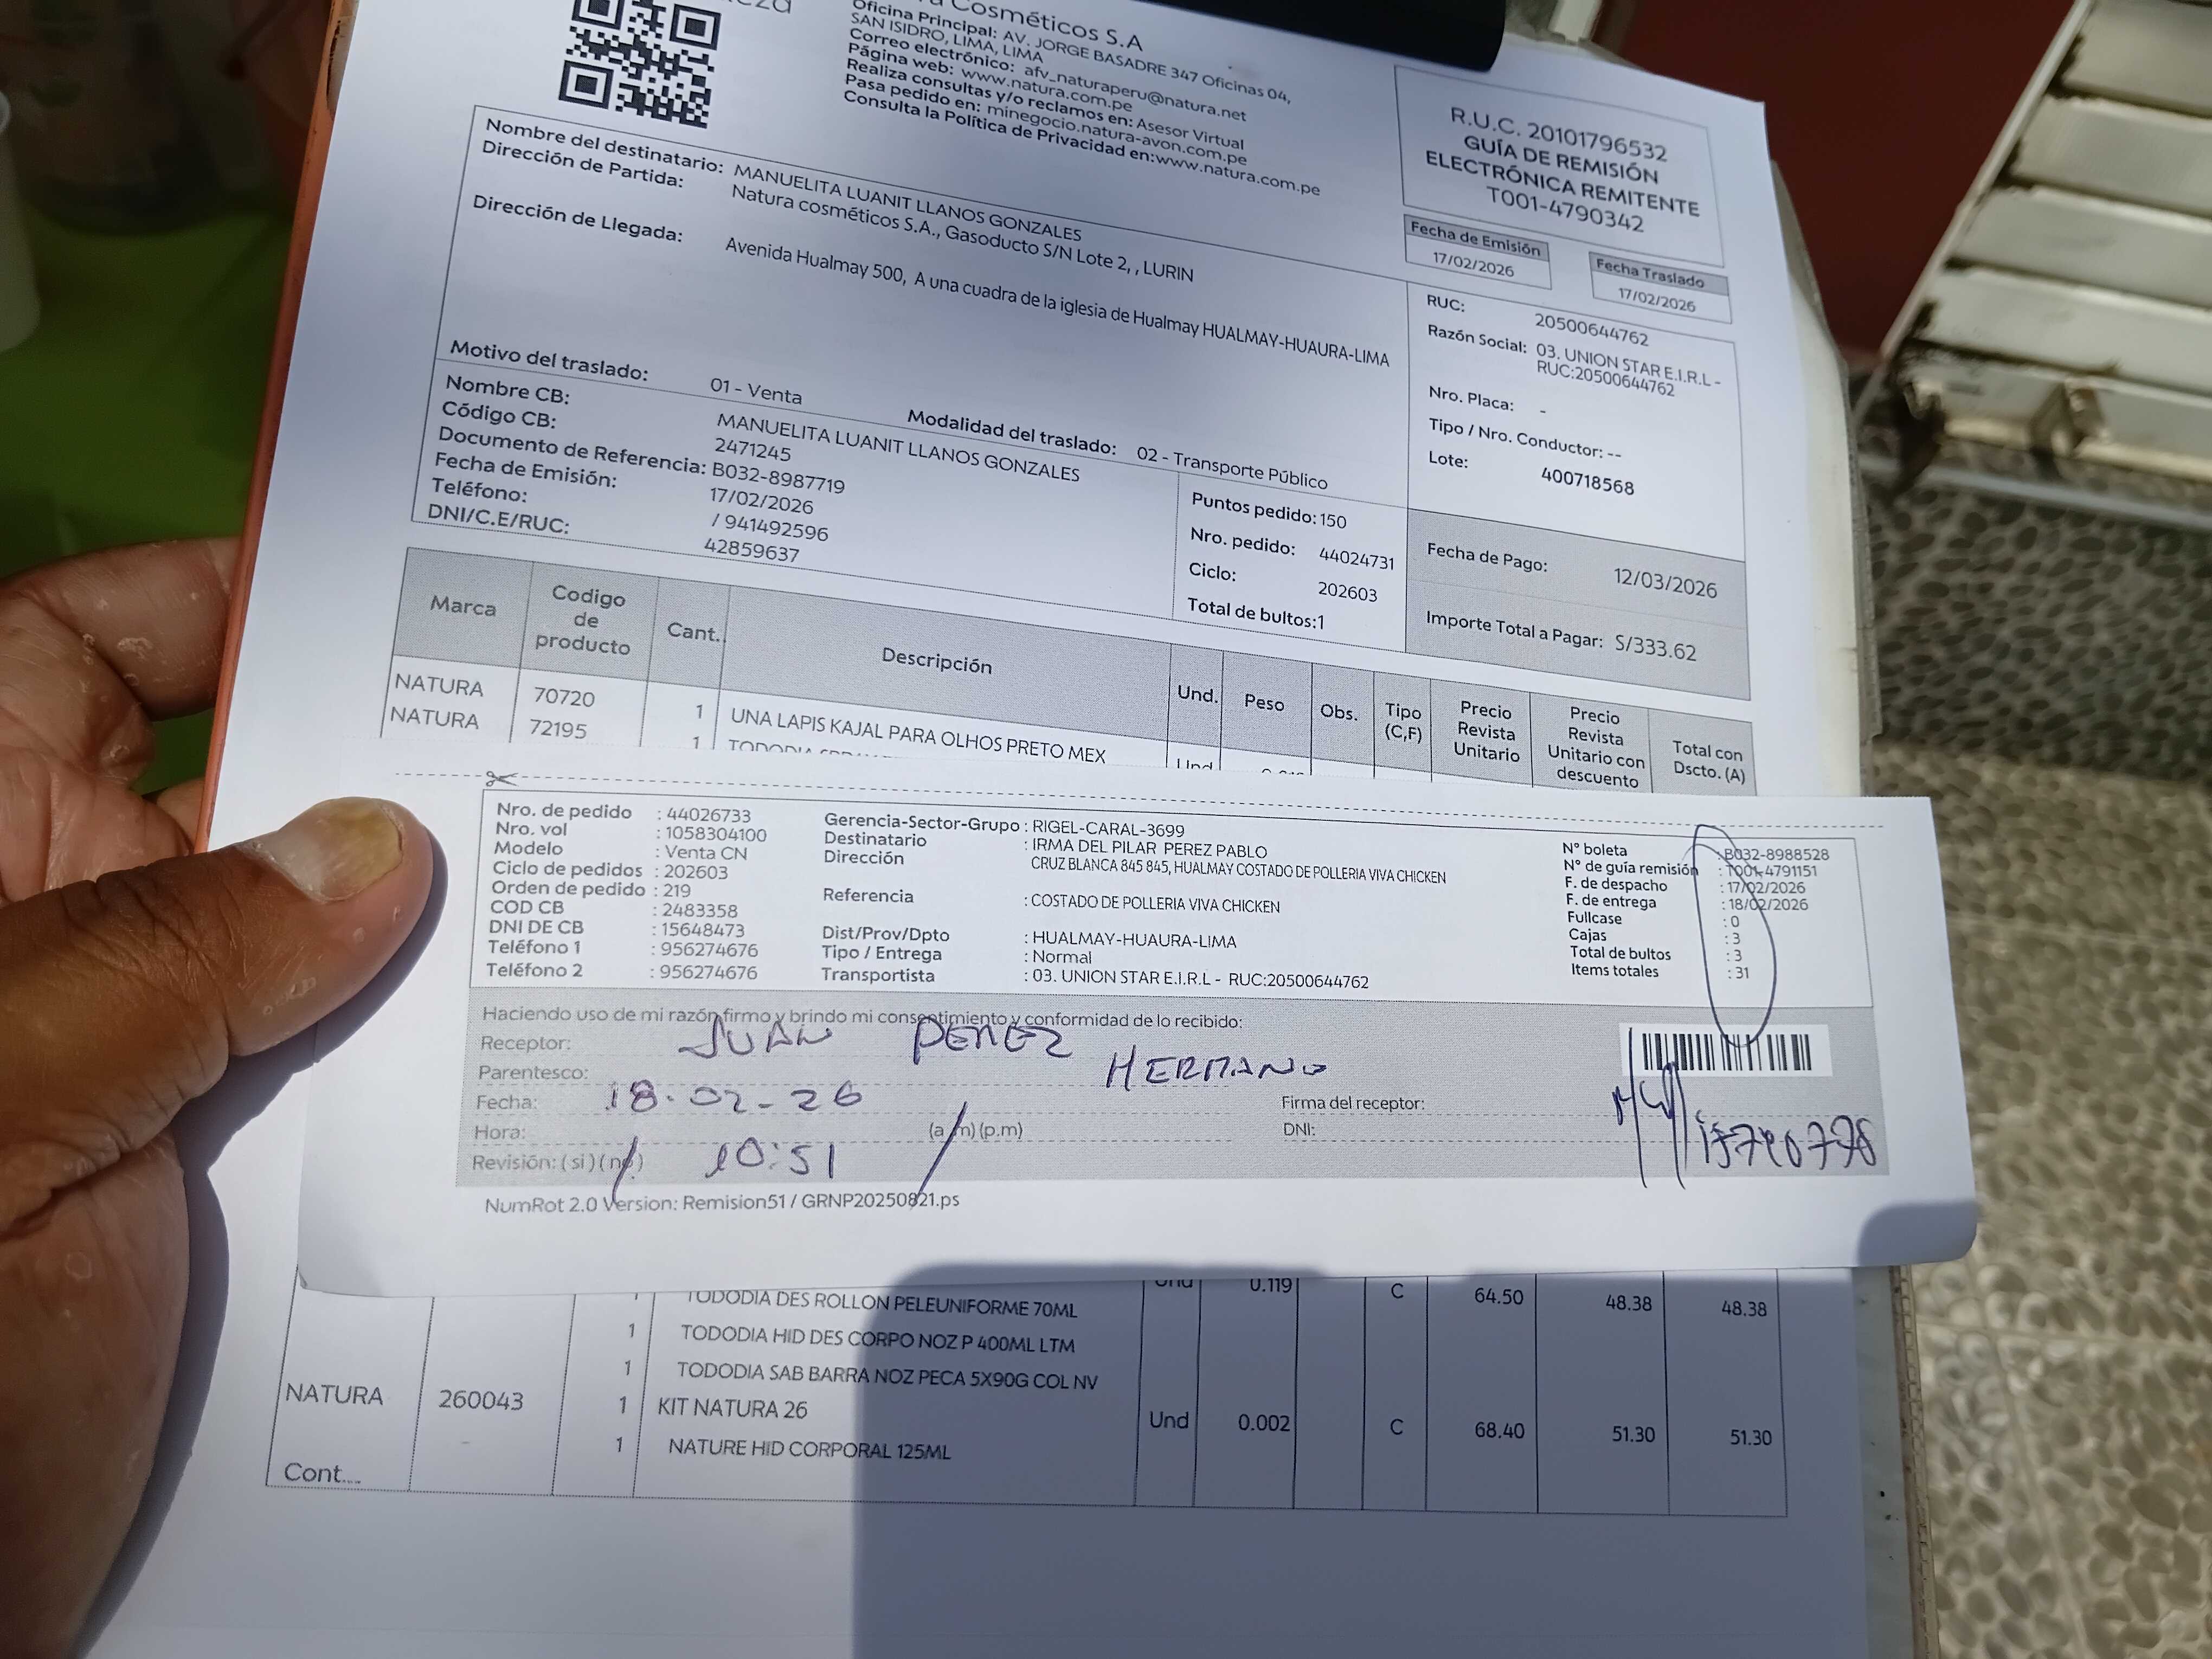 Cosméticos S.A
Oficina Principal: AV. JORGE BASADRE 347 Oficinas 04,
SAN ISIDRO, LIMA, LIMA
Correo electrónico: afv_naturaperu@natura.net
Página web: www.natura.com.pe
Realiza consultas y/o reclamos en: Asesor Virtual
Pasa pedido en: minegocio.natura-avon.com.pe
Consulta la Política de Privacidad en:www.natura.com.pe
R.U.C. 20101796532
GUÍA DE REMISIÓN
ELECTRÓNICA REMITENTE
T001-4790342
Fecha de Emisión
17/02/2026
Fecha Traslado
17/02/2026
Nombre del destinatario: MANUELITA LUANIT LLANOS GONZALES
Dirección de Partida: Natura cosméticos S.A., Gasoducto S/N Lote 2, , LURIN
Dirección de Llegada: Avenida Hualmay 500, A una cuadra de la iglesia de Hualmay HUALMAY-HUAURA-LIMA
RUC: 20500644762
Razón Social: 03. UNION STAR E.I.R.L -
RUC:20500644762
Nro. Placa: -
Tipo / Nro. Conductor: --
Lote: 400718568
Motivo del traslado: 01 - Venta Modalidad del traslado: 02 - Transporte Público
Nombre CB: MANUELITA LUANIT LLANOS GONZALES
Código CB: 2471245
Documento de Referencia: B032-8987719
Fecha de Emisión: 17/02/2026
Teléfono: / 941492596
DNI/C.E/RUC: 42859637
Puntos pedido:150
Nro. pedido: 44024731
Ciclo: 202603
Total de bultos:1
Fecha de Pago: 12/03/2026
Importe Total a Pagar: S/333.62
Marca Codigo de producto Cant. Descripción Und. Peso Obs. Tipo (C,F) Precio Revista Unitario Precio Revista Unitario con descuento Total con Dscto. (A)
NATURA 70720 1 UNA LAPIS KAJAL PARA OLHOS PRETO MEX Und
NATURA 72195 1 TODODIA
Nro. de pedido : 44026733
Nro. vol : 1058304100
Modelo : Venta CN
Ciclo de pedidos : 202603
Orden de pedido : 219
COD CB : 2483358
DNI DE CB : 15648473
Teléfono 1 : 956274676
Teléfono 2 : 956274676
Gerencia-Sector-Grupo : RIGEL-CARAL-3699
Destinatario : IRMA DEL PILAR PEREZ PABLO
Dirección CRUZ BLANCA 845 845, HUALMAY COSTADO DE POLLERIA VIVA CHICKEN
Referencia : COSTADO DE POLLERIA VIVA CHICKEN
Dist/Prov/Dpto : HUALMAY-HUAURA-LIMA
Tipo / Entrega : Normal
Transportista : 03. UNION STAR E.I.R.L - RUC:20500644762
N° boleta : B032-8988528
N° de guía remisión : T001-4791151
F. de despacho : 17/02/2026
F. de entrega : 18/02/2026
Fullcase : 0
Cajas : 3
Total de bultos : 3
Items totales : 31
Haciendo uso de mi razón firmo y brindo mi consentimiento y conformidad de lo recibido:
Receptor: JUAN PEREZ
Parentesco: HERMANO
Fecha: 18-02-26
Firma del receptor:
Hora: 10:51 (a.m) (p.m)
DNI:
Revisión: ( si ) ( no )
NumRot 2.0 Version: Remision51 / GRNP20250821.ps
1 TODODIA DES ROLLON PELEUNIFORME 70ML Und 0.119 C 64.50 48.38 48.38
1 TODODIA HID DES CORPO NOZ P 400ML LTM
1 TODODIA SAB BARRA NOZ PECA 5X90G COL NV
NATURA 260043 1 KIT NATURA 26 Und 0.002 C 68.40 51.30 51.30
1 NATURE HID CORPORAL 125ML
Cont....